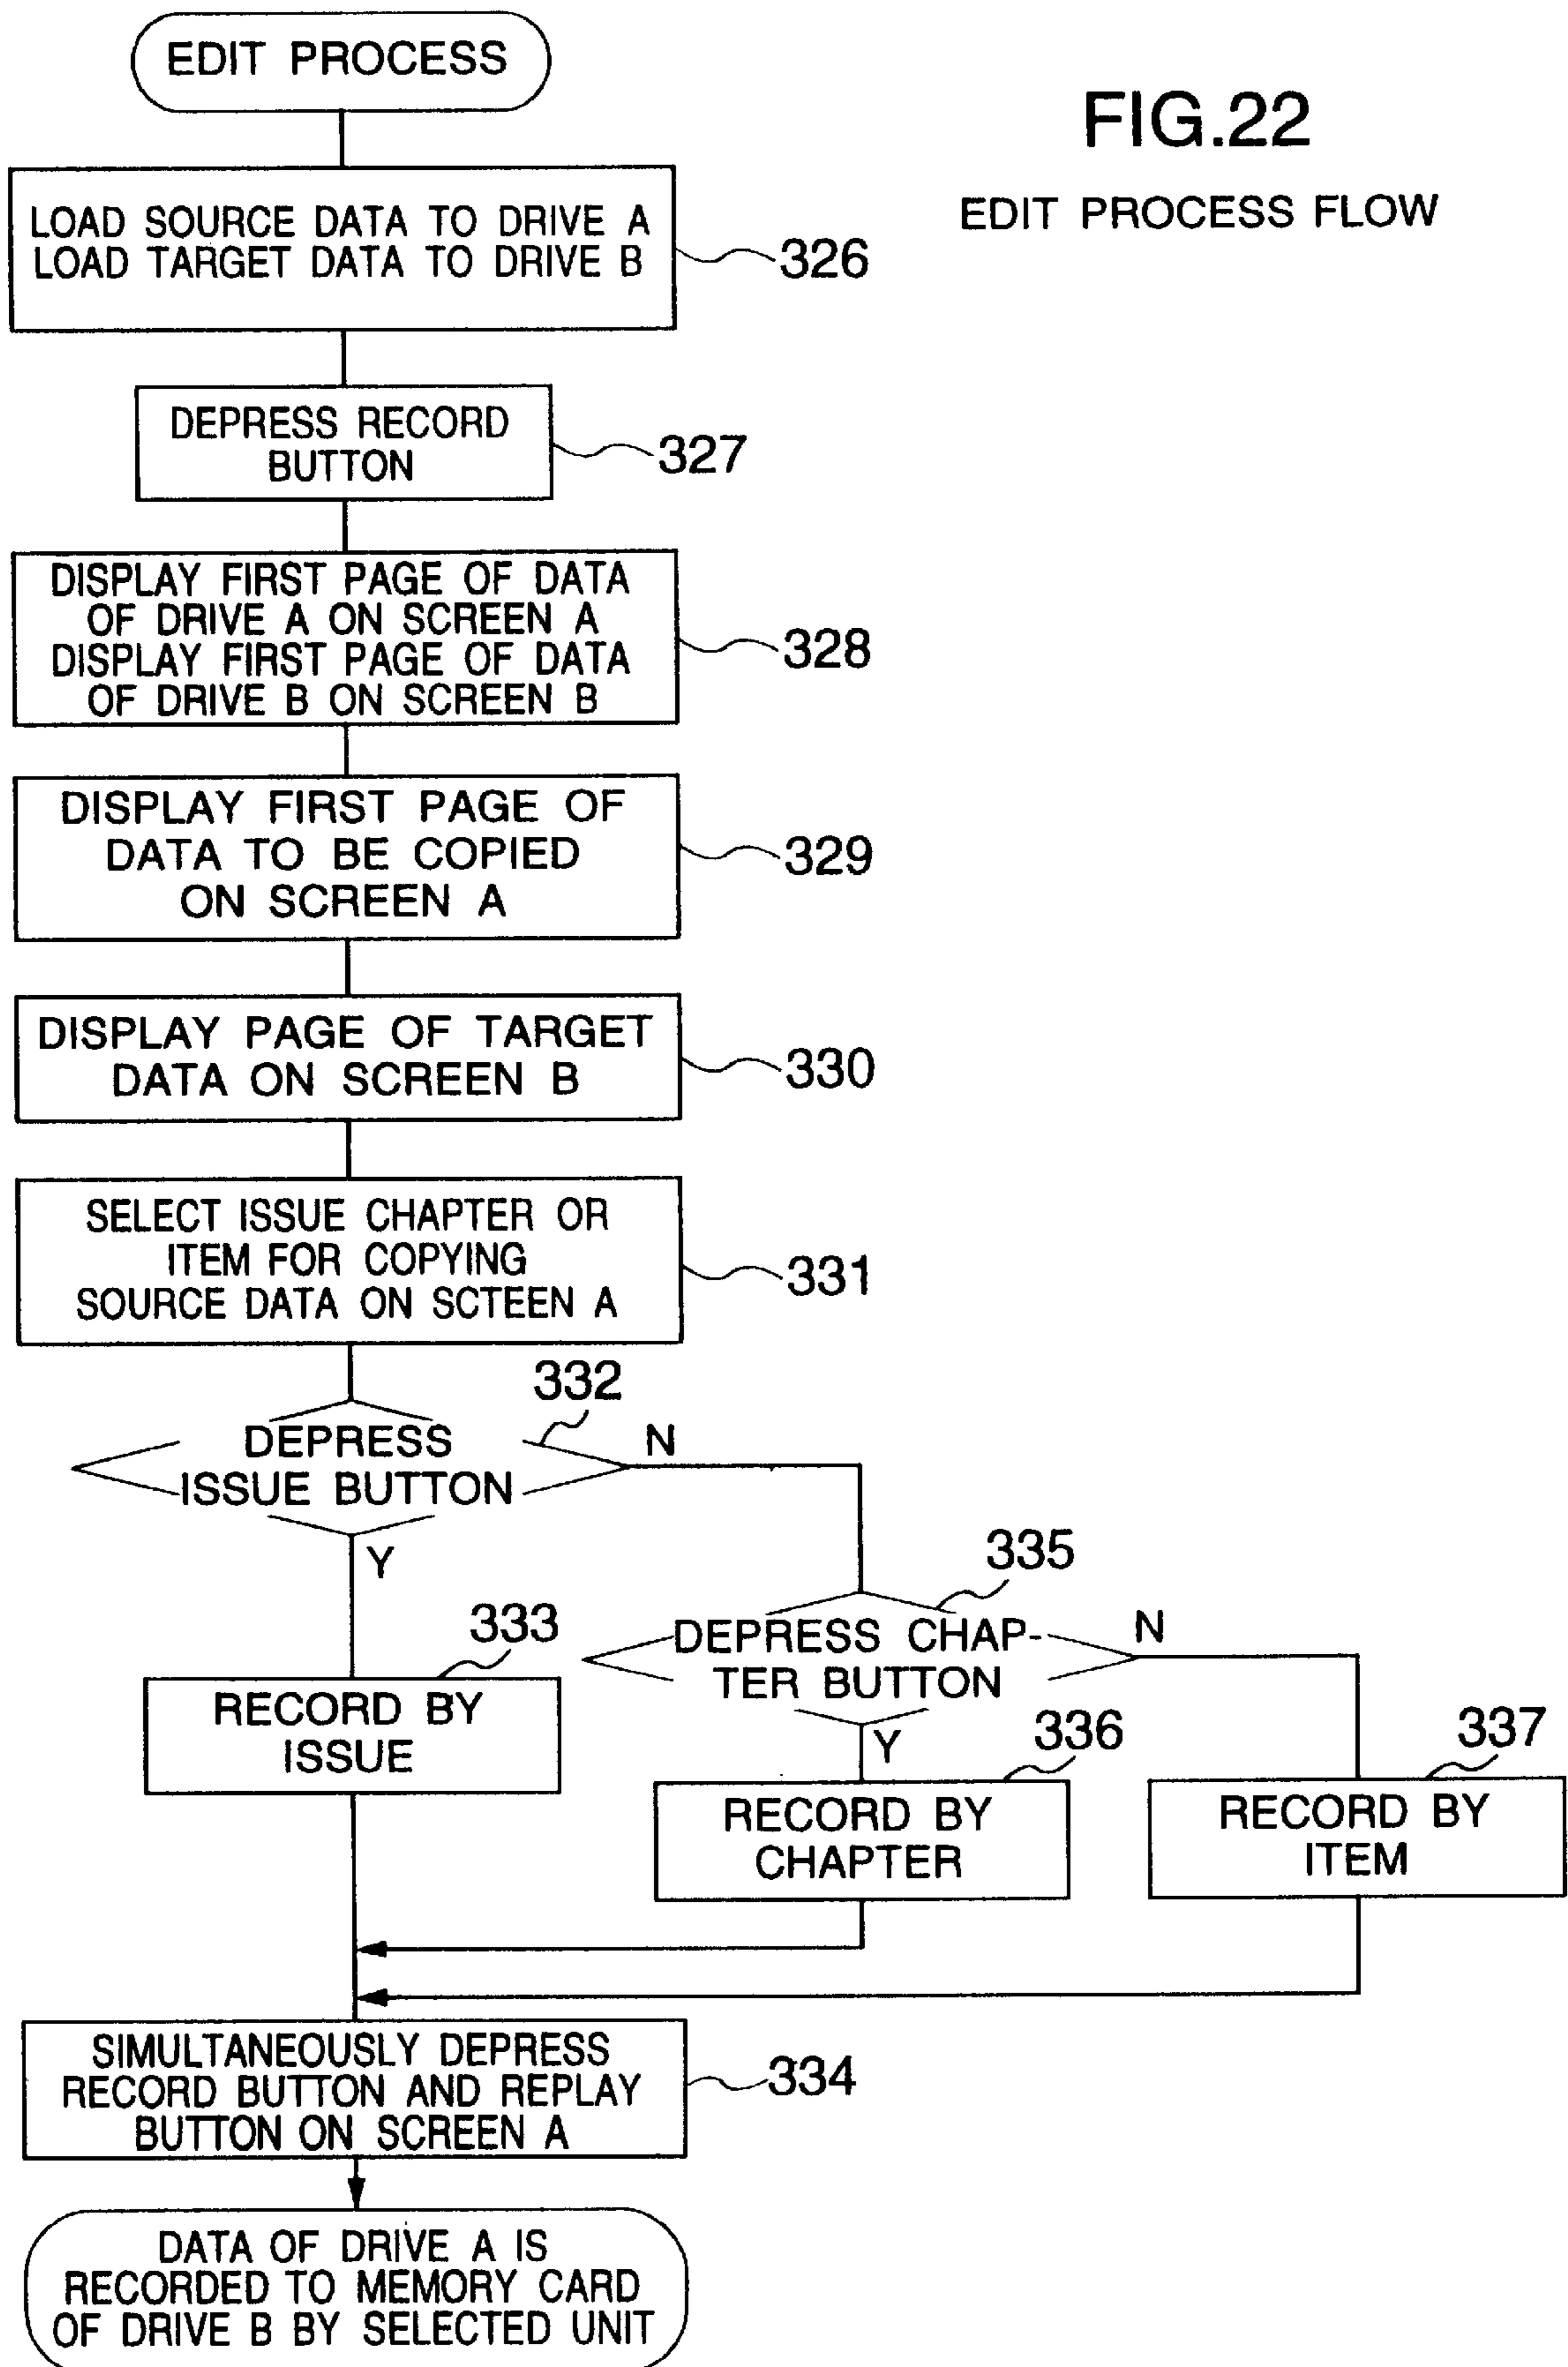 EDIT PROCESS
FIG.22
EDIT PROCESS FLOW
LOAD SOURCE DATA TO DRIVE A
LOAD TARGET DATA TO DRIVE B
326
DEPRESS RECORD
BUTTON
327
DISPLAY FIRST PAGE OF DATA
OF DRIVE A ON SCREEN A
DISPLAY FIRST PAGE OF DATA
OF DRIVE B ON SCREEN B
328
DISPLAY FIRST PAGE OF
DATA TO BE COPIED
ON SCREEN A
329
DISPLAY PAGE OF TARGET
DATA ON SCREEN B
330
SELECT ISSUE CHAPTER OR
ITEM FOR COPYING
SOURCE DATA ON SCTEEN A
331
332
DEPRESS
ISSUE BUTTON
N
Y
335
DEPRESS CHAP-
TER BUTTON
N
Y
333
RECORD BY
ISSUE
336
RECORD BY
CHAPTER
337
RECORD BY
ITEM
SIMULTANEOUSLY DEPRESS
RECORD BUTTON AND REPLAY
BUTTON ON SCREEN A
334
DATA OF DRIVE A IS
RECORDED TO MEMORY CARD
OF DRIVE B BY SELECTED UNIT